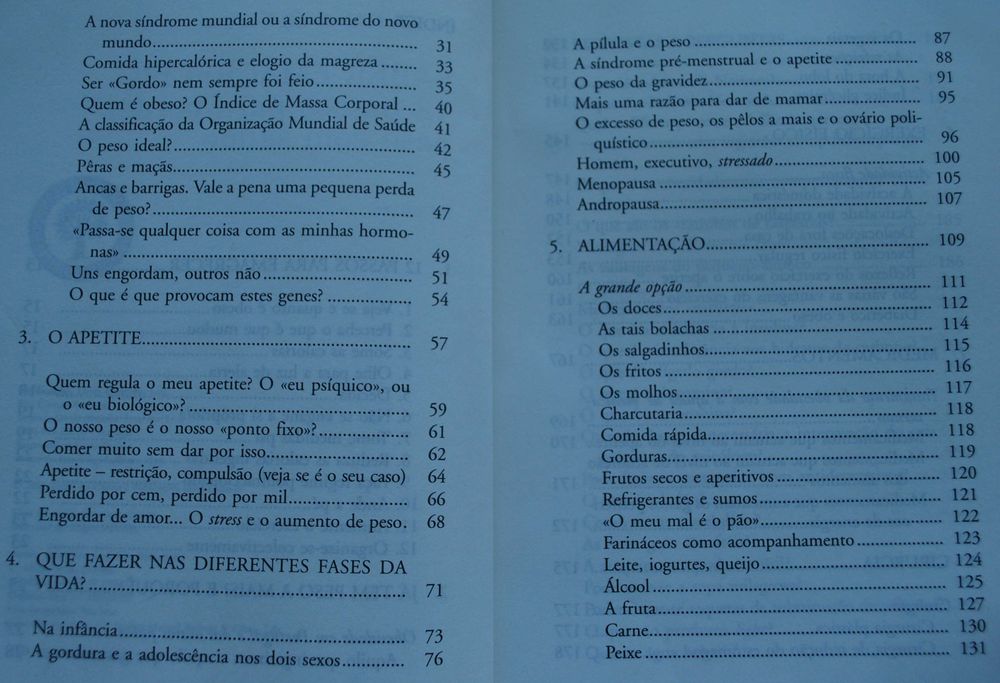 A nova síndrome mundial ou a síndrome do novo
mundo............................................ 31
Comida hipercalórica e elogio da magreza ........ 33
Ser «Gordo» nem sempre foi feio.................. 35
Quem é obeso? O Índice de Massa Corporal ... 40
A classificação da Organização Mundial de Saúde 41
O peso ideal?.......................................... 42
Pêras e maçãs.......................................... 45
Ancas e barrigas. Vale a pena uma pequena perda
de peso?............................................ 47
«Passa-se qualquer coisa com as minhas hormo-
nas» ................................................ 49
Uns engordam, outros não .......................... 51
O que é que provocam estes genes? ................ 54
3. O APETITE............................................ 57
Quem regula o meu apetite? O «eu psíquico», ou
o «eu biológico»? .................................. 59
O nosso peso é o nosso «ponto fixo»?.............. 61
Comer muito sem dar por isso...................... 62
Apetite – restrição, compulsão (veja se é o seu caso) 64
Perdido por cem, perdido por mil.................. 66
Engordar de amor... O stress e o aumento de peso. 68
4. QUE FAZER NAS DIFERENTES FASES DA
VIDA?.................................................. 71
Na infância............................................ 73
A gordura e a adolescência nos dois sexos............ 76
A pílula e o peso ...................................... 87
A síndrome pré-menstrual e o apetite .............. 88
O peso da gravidez.................................... 91
Mais uma razão para dar de mamar................ 95
O excesso de peso, os pêlos a mais e o ovário poli-
quístico ............................................ 96
Homem, executivo, stressado........................ 100
Menopausa ............................................ 105
Andropausa............................................ 107
5. ALIMENTAÇÃO........................................ 109
A grande opção ........................................ 111
Os doces.............................................. 112
As tais bolachas ...................................... 114
Os salgadinhos........................................ 115
Os fritos .............................................. 116
Os molhos ............................................ 117
Charcutaria .......................................... 118
Comida rápida........................................ 118
Gorduras.............................................. 119
Frutos secos e aperitivos ............................ 120
Refrigerantes e sumos................................ 121
«O meu mal é o pão»................................ 122
Farináceos como acompanhamento ................ 123
Leite, iogurtes, queijo................................ 124
Álcool ................................................ 125
A fruta................................................ 127
Carne.................................................. 130
Peixe .................................................. 131